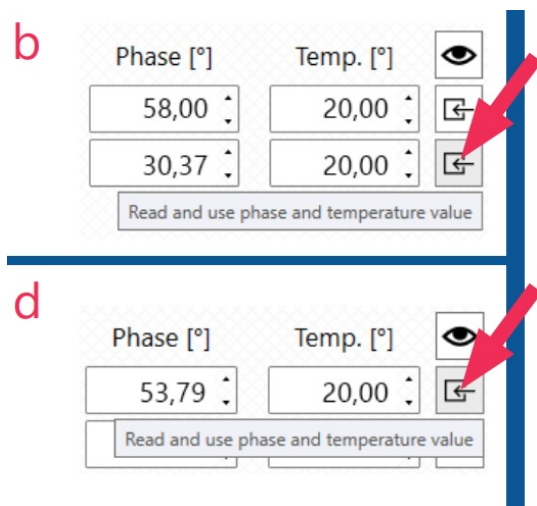 b
Phase [°] Temp. [°]
58,00 20,00
30,37 20,00
Read and use phase and temperature value
d
Phase [°] Temp. [°]
53,79 20,00
Read and use phase and temperature value